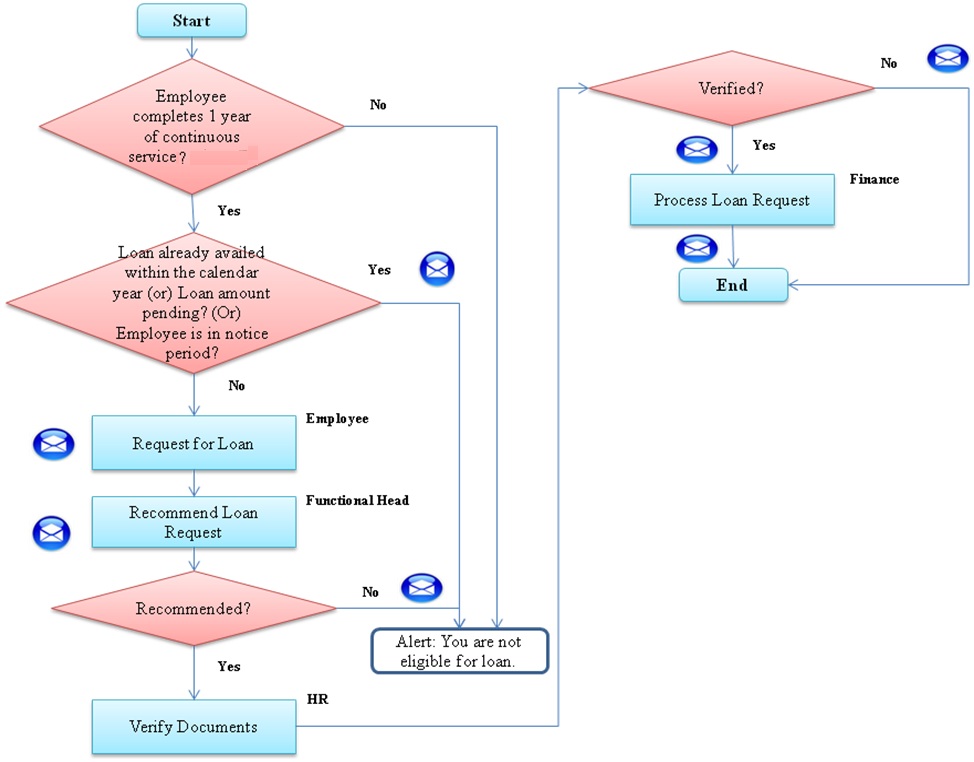 Start
Employee
completes 1 year
of continuous
service?
No
Yes
Loan already availed
within the calendar
year (or) Loan amount
pending? (Or)
Employee is in notice
period?
Yes
No
Employee
Request for Loan
Functional Head
Recommend Loan
Request
Recommended?
No
Alert: You are not
eligible for loan.
Yes
HR
Verify Documents
Verified?
No
Yes
Finance
Process Loan Request
End